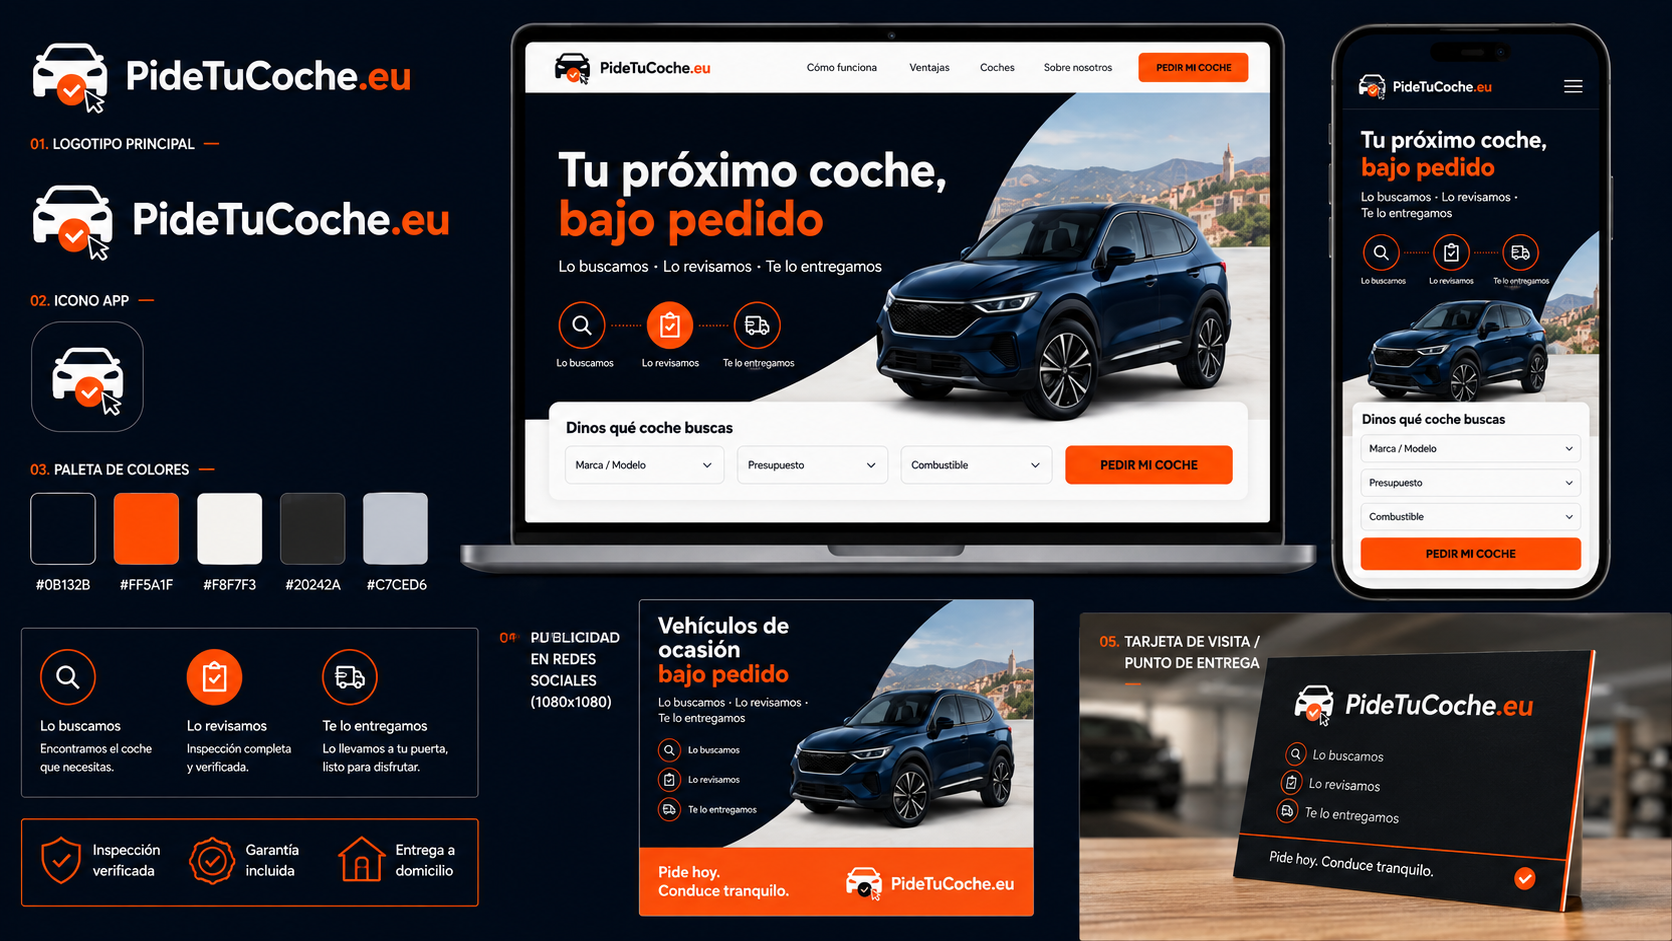 PideTuCoche.eu
01. LOGOTIPO PRINCIPAL
PideTuCoche.eu
02. ICONO APP
03. PALETA DE COLORES
#0B132B
#FF5A1F
#F8F7F3
#20242A
#C7CED6
Lo buscamos
Encontramos el coche
que necesitas.
Lo revisamos
Inspección completa
y verificada.
Te lo entregamos
Lo llevamos a tu puerta,
listo para disfrutar.
Inspección
verificada
Garantía
incluida
Entrega a
domicilio
PideTuCoche.eu
Cómo funciona
Ventajas
Coches
Sobre nosotros
PEDIR MI COCHE
Tu próximo coche,
bajo pedido
Lo buscamos · Lo revisamos · Te lo entregamos
Lo buscamos
Lo revisamos
Te lo entregamos
Dinos qué coche buscas
Marca / Modelo
Presupuesto
Combustible
PEDIR MI COCHE
PideTuCoche.eu
Tu próximo coche,
bajo pedido
Lo buscamos · Lo revisamos ·
Te lo entregamos
Lo buscamos
Lo revisamos
Te lo entregamos
Dinos qué coche buscas
Marca / Modelo
Presupuesto
Combustible
PEDIR MI COCHE
04 PUBLICIDAD
EN REDES
SOCIALES
(1080x1080)
Vehículos de
ocasión
bajo pedido
Lo buscamos · Lo revisamos ·
Te lo entregamos
Lo buscamos
Lo revisamos
Te lo entregamos
Pide hoy.
Conduce tranquilo.
PideTuCoche.eu
05. TARJETA DE VISITA /
PUNTO DE ENTREGA
PideTuCoche.eu
Lo buscamos
Lo revisamos
Te lo entregamos
Pide hoy. Conduce tranquilo.